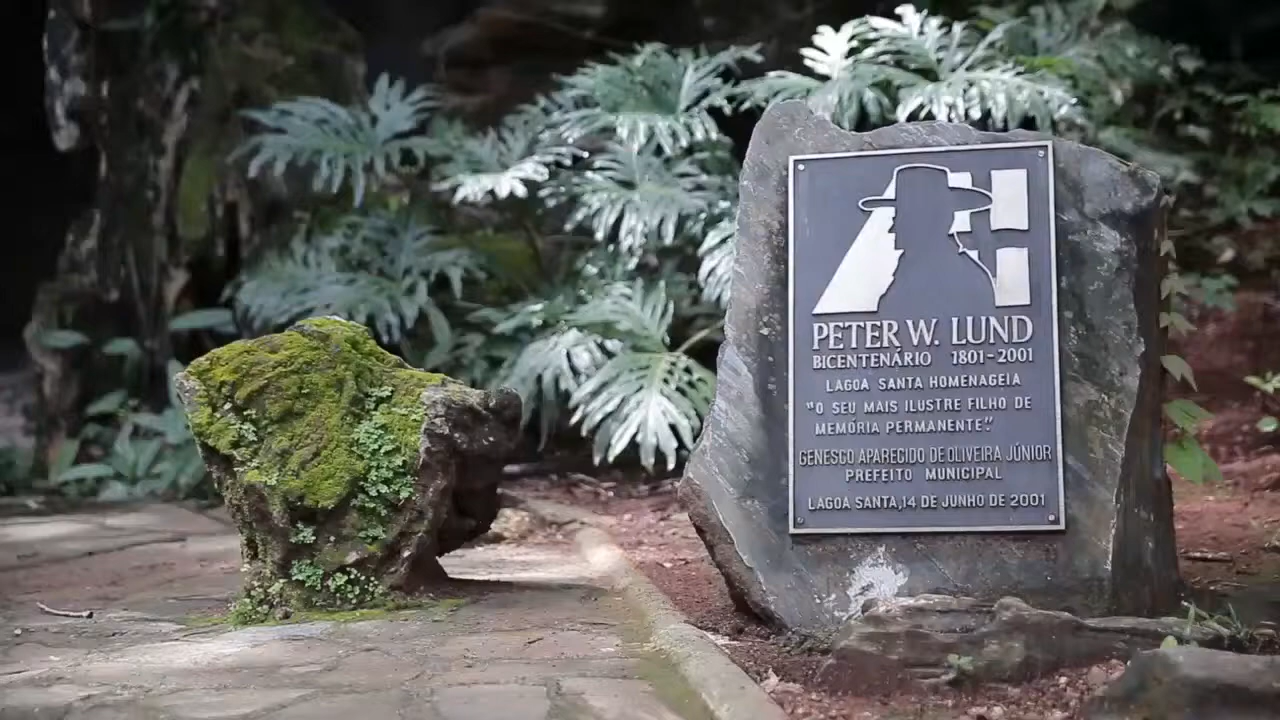 PETER W. LUND
BICENTENÁRIO 1801-2001
LAGOA SANTA HOMENAGEIA
"O SEU MAIS ILUSTRE FILHO DE
MEMÓRIA PERMANENTE".
GENESCO APARECIDO DE OLIVEIRA JÚNIOR
PREFEITO MUNICIPAL
LAGOA SANTA, 14 DE JUNHO DE 2001